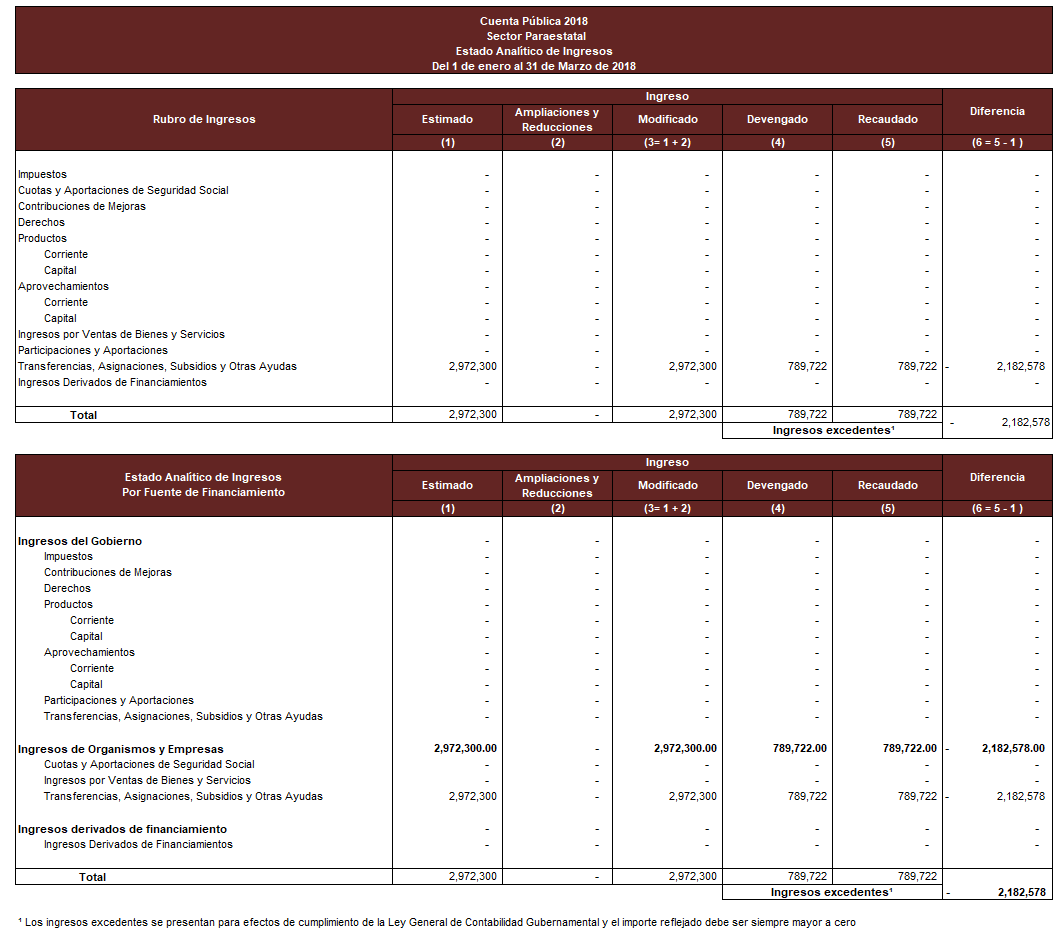 Cuenta Pública 2018
Sector Paraestatal
Estado Analítico de Ingresos
Del 1 de enero al 31 de Marzo de 2018
Rubro de Ingresos
Ingreso
Diferencia
Estimado
Ampliaciones y
Reducciones
Modificado
Devengado
Recaudado
(1) (2) (3= 1 + 2) (4) (5) (6 = 5 - 1 )
Impuestos - - - - - -
Cuotas y Aportaciones de Seguridad Social - - - - - -
Contribuciones de Mejoras - - - - - -
Derechos - - - - - -
Productos - - - - - -
Corriente - - - - - -
Capital - - - - - -
Aprovechamientos - - - - - -
Corriente - - - - - -
Capital - - - - - -
Ingresos por Ventas de Bienes y Servicios - - - - - -
Participaciones y Aportaciones - - - - - -
Transferencias, Asignaciones, Subsidios y Otras Ayudas 2,972,300 - 2,972,300 789,722 789,722 - 2,182,578
Ingresos Derivados de Financiamientos - - - - - -
Total 2,972,300 - 2,972,300 789,722 789,722 - 2,182,578
Ingresos excedentes¹
Estado Analítico de Ingresos
Por Fuente de Financiamiento
Ingreso
Diferencia
Estimado
Ampliaciones y
Reducciones
Modificado
Devengado
Recaudado
(1) (2) (3= 1 + 2) (4) (5) (6 = 5 - 1 )
Ingresos del Gobierno - - - - - -
Impuestos - - - - - -
Contribuciones de Mejoras - - - - - -
Derechos - - - - - -
Productos - - - - - -
Corriente - - - - - -
Capital - - - - - -
Aprovechamientos - - - - - -
Corriente - - - - - -
Capital - - - - - -
Participaciones y Aportaciones - - - - - -
Transferencias, Asignaciones, Subsidios y Otras Ayudas - - - - - -
Ingresos de Organismos y Empresas 2,972,300.00 - 2,972,300.00 789,722.00 789,722.00 - 2,182,578.00
Cuotas y Aportaciones de Seguridad Social - - - - - -
Ingresos por Ventas de Bienes y Servicios - - - - - -
Transferencias, Asignaciones, Subsidios y Otras Ayudas 2,972,300 - 2,972,300 789,722 789,722 - 2,182,578
Ingresos derivados de financiamiento - - - - - -
Ingresos Derivados de Financiamientos - - - - - -
Total 2,972,300 - 2,972,300 789,722 789,722
Ingresos excedentes¹ - 2,182,578
¹ Los ingresos excedentes se presentan para efectos de cumplimiento de la Ley General de Contabilidad Gubernamental y el importe reflejado debe ser siempre mayor a cero